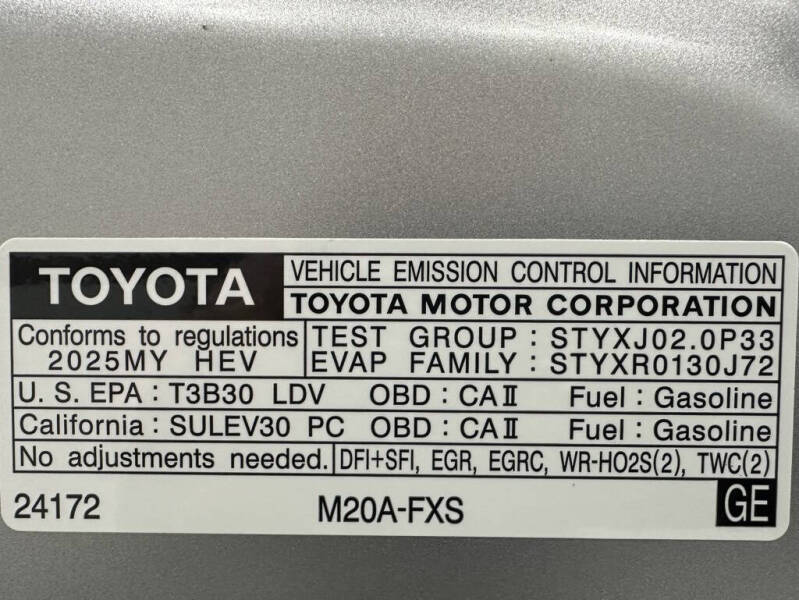 TOYOTA
VEHICLE EMISSION CONTROL INFORMATION
TOYOTA MOTOR CORPORATION
Conforms to regulations
2025MY HEV
TEST GROUP : STYXJ02.0P33
EVAP FAMILY : STYXR0130J72
U. S. EPA : T3B30 LDV OBD : CAⅡ Fuel : Gasoline
California : SULEV30 PC OBD : CAⅡ Fuel : Gasoline
No adjustments needed. DFI+SFI, EGR, EGRC, WR-HO2S(2), TWC(2)
24172 M20A-FXS GE